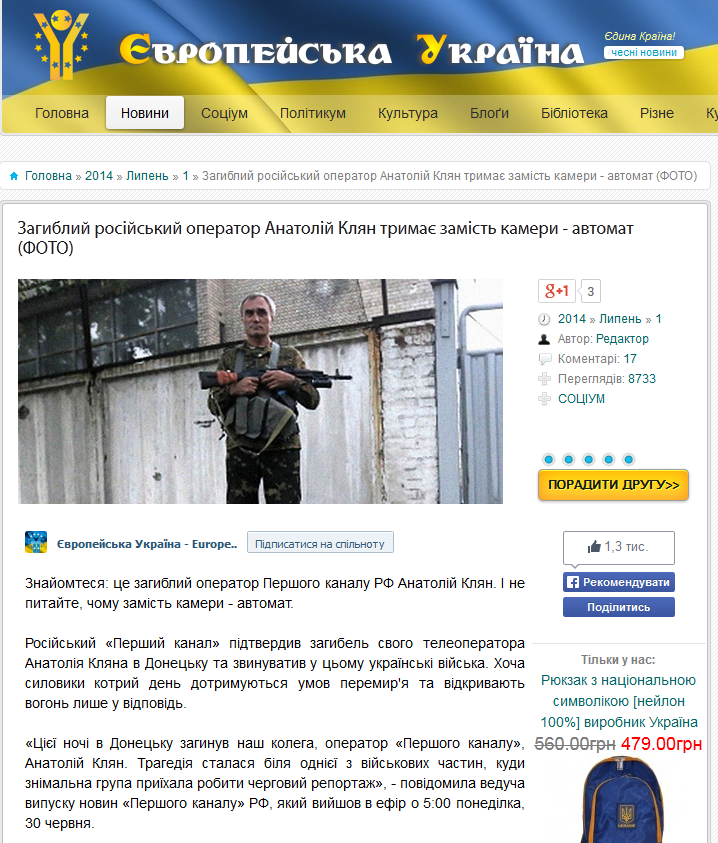 Європейська Україна
Єдина Країна!
чесні новини
Головна Новини Соціум Політикум Культура Блоґи Бібліотека Різне Ку
Головна » 2014 » Липень » 1 » Загиблий російський оператор Анатолій Клян тримає замість камери - автомат (ФОТО)
Загиблий російський оператор Анатолій Клян тримає замість камери - автомат
(ФОТО)
g+1 3
2014 » Липень » 1
Автор: Редактор
Коментарі: 17
Переглядів: 8733
СОЦІУМ
ПОРАДИТИ ДРУГУ>>
Європейська Україна - Europe.. Підписатися на спільноту
1,3 тис.
Рекомендувати
Поділитись
Знайомтеся: це загиблий оператор Першого каналу РФ Анатолій Клян. І не
питайте, чому замість камери - автомат.
Російський «Перший канал» підтвердив загибель свого телеоператора
Анатолія Кляна в Донецьку та звинуватив у цьому українські війська. Хоча
силовики котрий день дотримуються умов перемир'я та відкривають
вогонь лише у відповідь.
«Цієї ночі в Донецьку загинув наш колега, оператор «Першого каналу»,
Анатолій Клян. Трагедія сталася біля однієї з військових частин, куди
знімальна група приїхала робити черговий репортаж», - повідомила ведуча
випуску новин «Першого каналу» РФ, який вийшов в ефір о 5:00 понеділка,
30 червня.
Тільки у нас:
Рюкзак з національною
символікою [нейлон
100%] виробник Україна
560.00грн 479.00грн